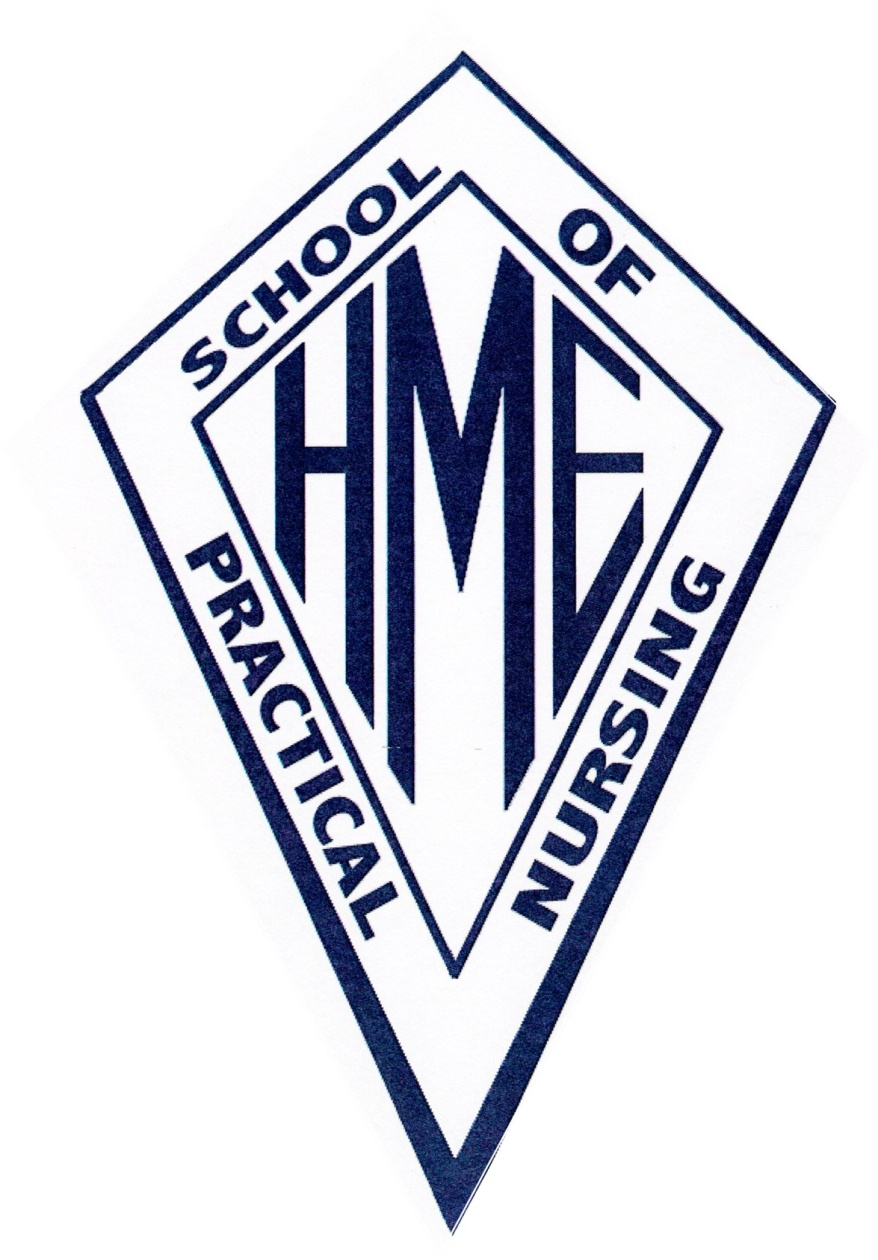 SCHOOL
OF
HME
PRACTICAL
NURSING